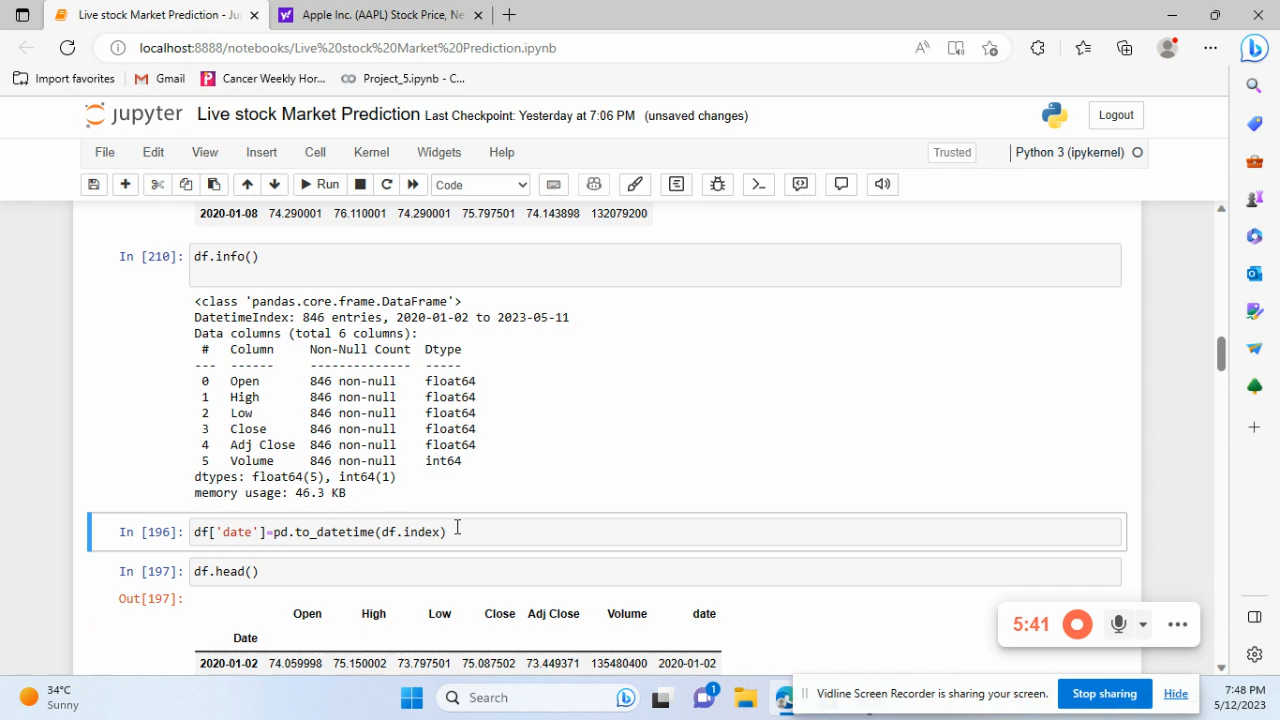 Live stock Market Prediction - Ju
Apple Inc. (AAPL) Stock Price, Ne
localhost:8888/notebooks/Live%20stock%20Market%20Prediction.ipynb
Import favorites
Gmail
Cancer Weekly Hor...
Project_5.ipynb - C...
jupyter Live stock Market Prediction Last Checkpoint: Yesterday at 7:06 PM (unsaved changes)
Logout
File Edit View Insert Cell Kernel Widgets Help
Trusted
Python 3 (ipykernel)
Run
Code
2020-01-08 74.290001 76.110001 74.290001 75.797501 74.143898 132079200
In [210]: df.info()
<class 'pandas.core.frame.DataFrame'>
DatetimeIndex: 846 entries, 2020-01-02 to 2023-05-11
Data columns (total 6 columns):
# Column Non-Null Count Dtype
--- ------ -------------- -----
0 Open 846 non-null float64
1 High 846 non-null float64
2 Low 846 non-null float64
3 Close 846 non-null float64
4 Adj Close 846 non-null float64
5 Volume 846 non-null int64
dtypes: float64(5), int64(1)
memory usage: 46.3 KB
In [196]: df['date']=pd.to_datetime(df.index)
In [197]: df.head()
Out[197]:
Open High Low Close Adj Close Volume date
Date
2020-01-02 74.059998 75.150002 73.797501 75.087502 73.449371 135480400 2020-01-02
5:41
34°C
Sunny
Search
1
Vidline Screen Recorder is sharing your screen.
Stop sharing
Hide
7:48 PM
5/12/2023